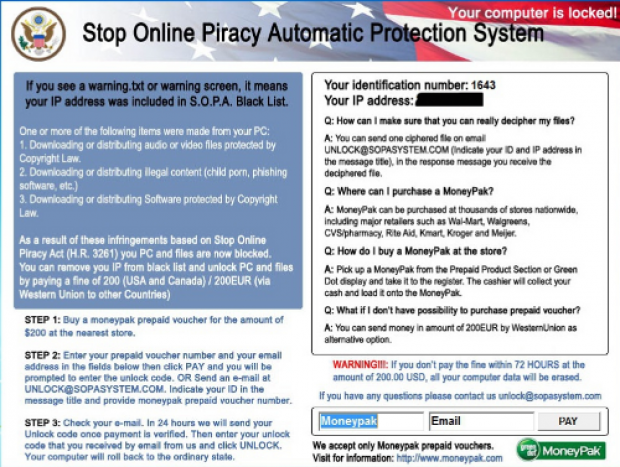 Your computer is locked!
Stop Online Piracy Automatic Protection System
If you see a warning.txt or warning screen, it means
your IP address was included in S.O.P.A. Black List.
One or more of the following items were made from your PC:
1. Downloading or distributing audio or video files protected by
Copyright Law.
2. Downloading or distributing illegal content (child porn, phishing
software, etc.)
3. Downloading or distributing Software protected by Copyright
Law.
As a result of these infringements based on Stop Online
Piracy Act (H.R. 3261) you PC and files are now blocked.
You can remove you IP from black list and unlock PC and files
by paying a fine of 200 (USA and Canada) / 200EUR (via
Western Union to other Countries)
STEP 1: Buy a moneypak prepaid voucher for the amount of
$200 at the nearest store.
STEP 2: Enter your prepaid voucher number and your email
address in the fields below then click PAY and you will be
prompted to enter the unlock code. OR Send an e-mail at
UNLOCK@SOPASYSTEM.COM. Indicate your ID in the
message title and provide moneypak prepaid voucher number.
STEP 3: Check your e-mail. In 24 hours we will send your
Unlock code once payment is verified. Then enter your unlock
code that you received by email from us and click UNLOCK.
Your computer will roll back to the ordinary state.
Your identification number: 1643
Your IP address:
Q: How can I make sure that you can really decipher my files?
A: You can send one ciphered file on email
UNLOCK@SOPASYSTEM.COM (Indicate your ID and IP address in
the message title), in the response message you receive the
deciphered file.
Q: Where can I purchase a MoneyPak?
A: MoneyPak can be purchased at thousands of stores nationwide,
including major retailers such as Wal-Mart, Walgreens,
CVS/pharmacy, Rite Aid, Kmart, Kroger and Meijer.
Q: How do I buy a MoneyPak at the store?
A: Pick up a MoneyPak from the Prepaid Product Section or Green
Dot display and take it to the register. The cashier will collect your
cash and load it onto the MoneyPak.
Q: What if I don't have possibility to purchase prepaid voucher?
A: You can send money in amount of 200EUR by WesternUnion as
alternative option.
WARNING!!!: If you don't pay the fine within 72 HOURS at the
amount of 200.00 USD, all your computer data will be erased.
If you have any questions please contact us unlock@sopasystem.com
Moneypak Email PAY
We accept only Moneypak prepaid vouchers.
Visit for information: http://www.moneypak.com
green dot MoneyPak